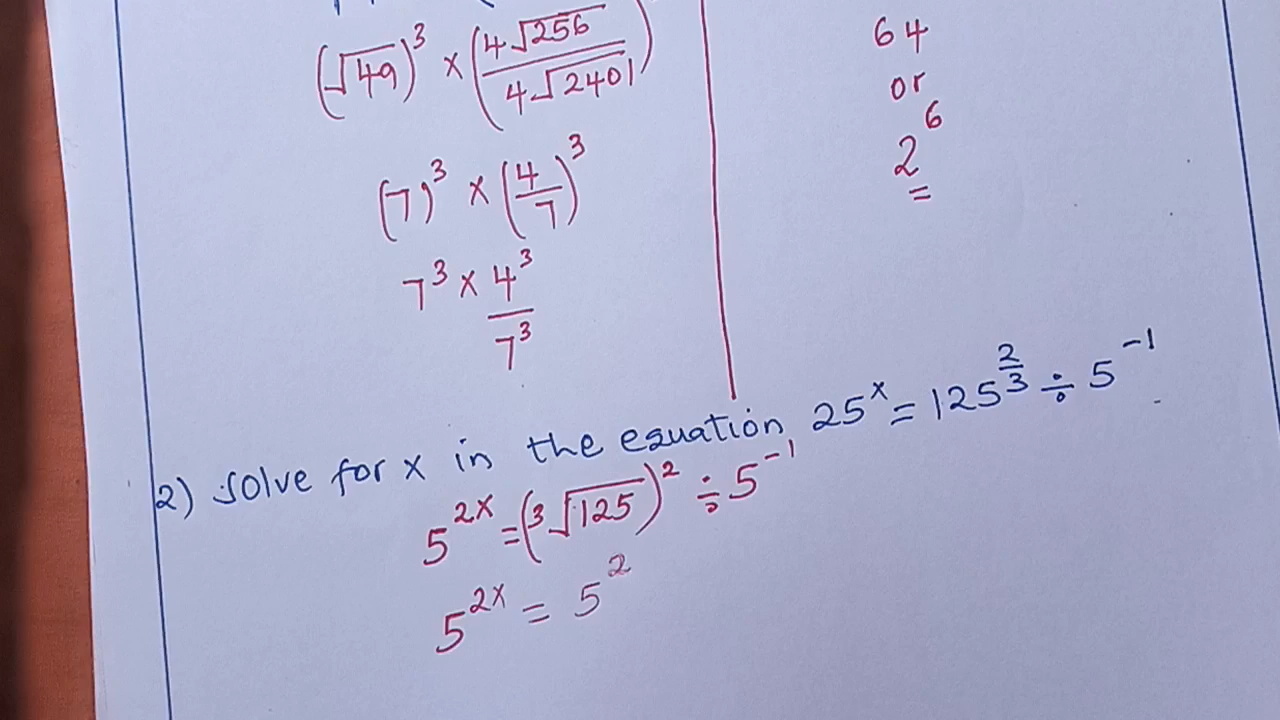 (√49)³ × (4√256 / 4√2401)
(7)³ × (4/7)³
7³ × 4³/7³
64
or
2⁶
2) Solve for x in the equation, 25ˣ = 125^(2/3) ÷ 5⁻¹
5²ˣ = (³√125)² ÷ 5⁻¹
5²ˣ = 5²